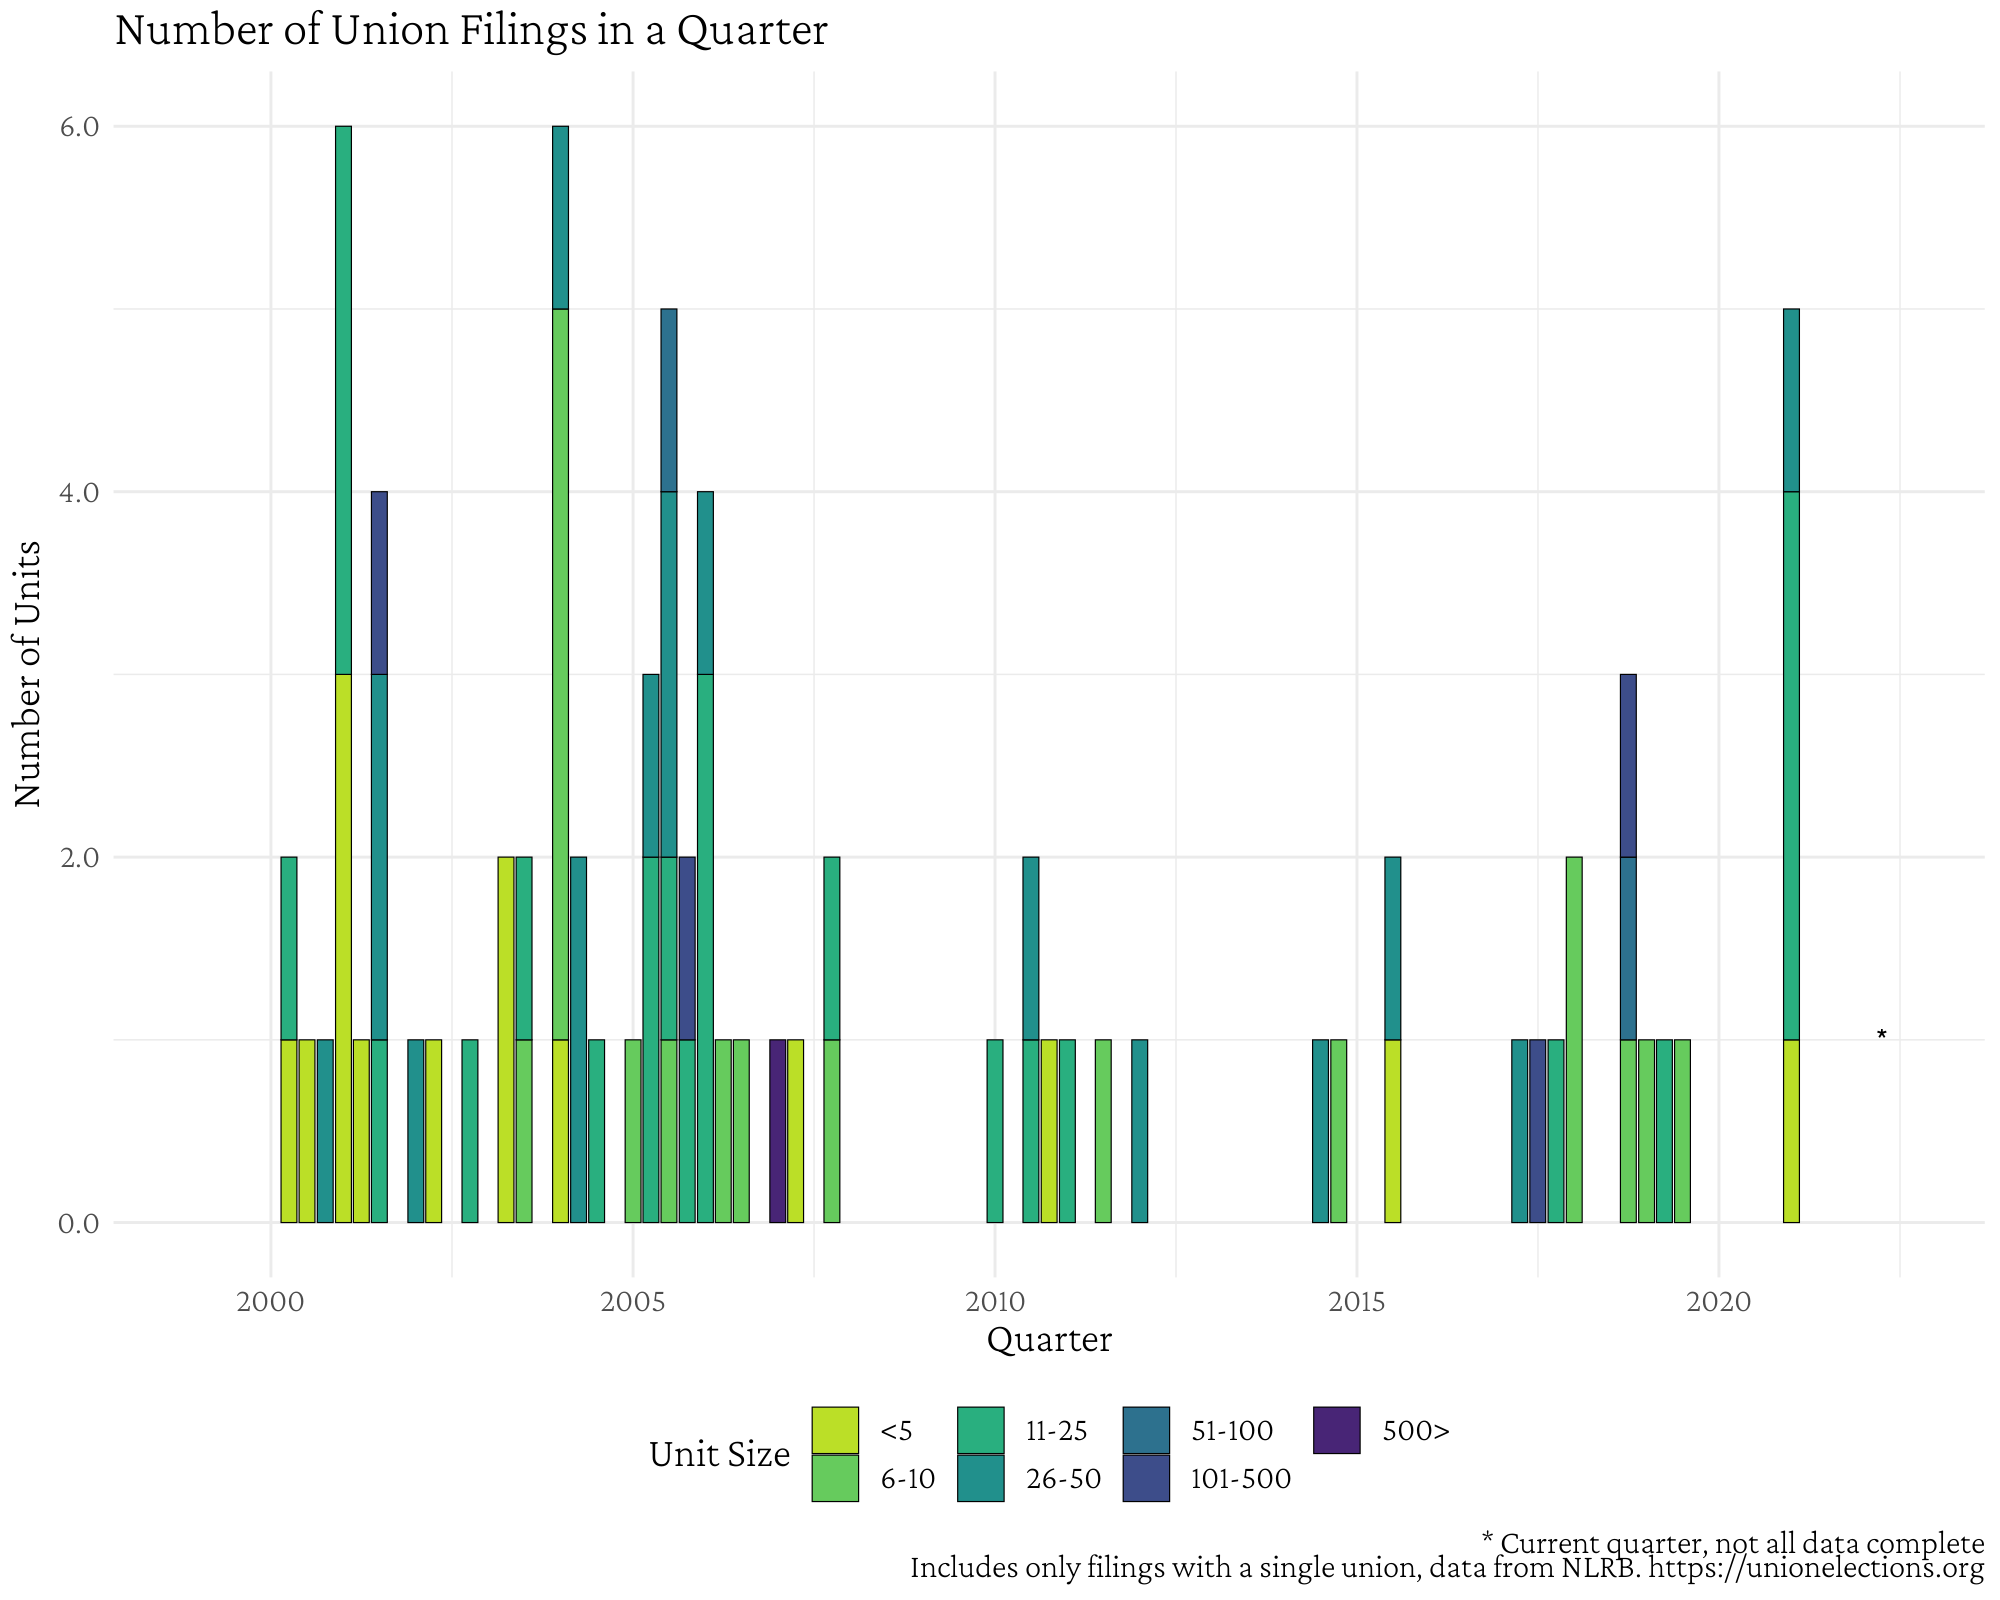 Number of Union Filings in a Quarter
6.0
4.0
2.0
0.0
Number of Units
*
2000 2005 2010 2015 2020
Quarter
Unit Size
<5 11-25 51-100 500>
6-10 26-50 101-500
* Current quarter, not all data complete
Includes only filings with a single union, data from NLRB. https://unionelections.org